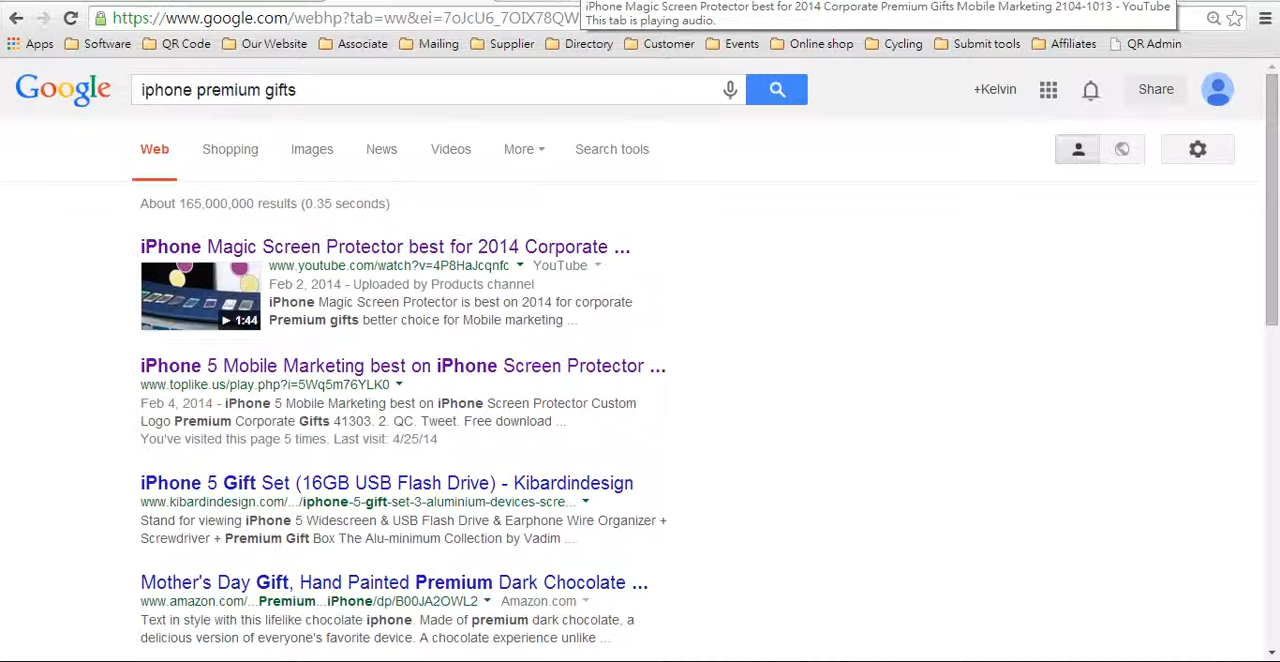 iPhone Magic Screen Protector best for 2014 Corporate Premium Gifts Mobile Marketing 2104-1013 - YouTube
This tab is playing audio.
https://www.google.com/webhp?tab=ww&ei=7oJcU6_7OIX78QW
Apps Software QR Code Our Website Associate Mailing Supplier Directory Customer Events Online shop Cycling Submit tools Affiliates QR Admin
Google iphone premium gifts +Kelvin Share
Web Shopping Images News Videos More Search tools
About 165,000,000 results (0.35 seconds)
iPhone Magic Screen Protector best for 2014 Corporate ...
www.youtube.com/watch?v=4P8HaJcqnfc YouTube
Feb 2, 2014 - Uploaded by Products channel
iPhone Magic Screen Protector is best on 2014 for corporate
Premium gifts better choice for Mobile marketing ...
1:44
iPhone 5 Mobile Marketing best on iPhone Screen Protector ...
www.toplike.us/play.php?i=5Wq5m76YLK0
Feb 4, 2014 - iPhone 5 Mobile Marketing best on iPhone Screen Protector Custom
Logo Premium Corporate Gifts 41303. 2. QC. Tweet. Free download ...
You've visited this page 5 times. Last visit: 4/25/14
iPhone 5 Gift Set (16GB USB Flash Drive) - Kibardindesign
www.kibardindesign.com/.../iphone-5-gift-set-3-aluminium-devices-scre...
Stand for viewing iPhone 5 Widescreen & USB Flash Drive & Earphone Wire Organizer +
Screwdriver + Premium Gift Box The Alu-minimum Collection by Vadim ...
Mother's Day Gift, Hand Painted Premium Dark Chocolate ...
www.amazon.com/...Premium...iPhone/dp/B00JA2OWL2 Amazon.com
Text in style with this lifelike chocolate iphone. Made of premium dark chocolate, a
delicious version of everyone's favorite device. A chocolate experience unlike ...